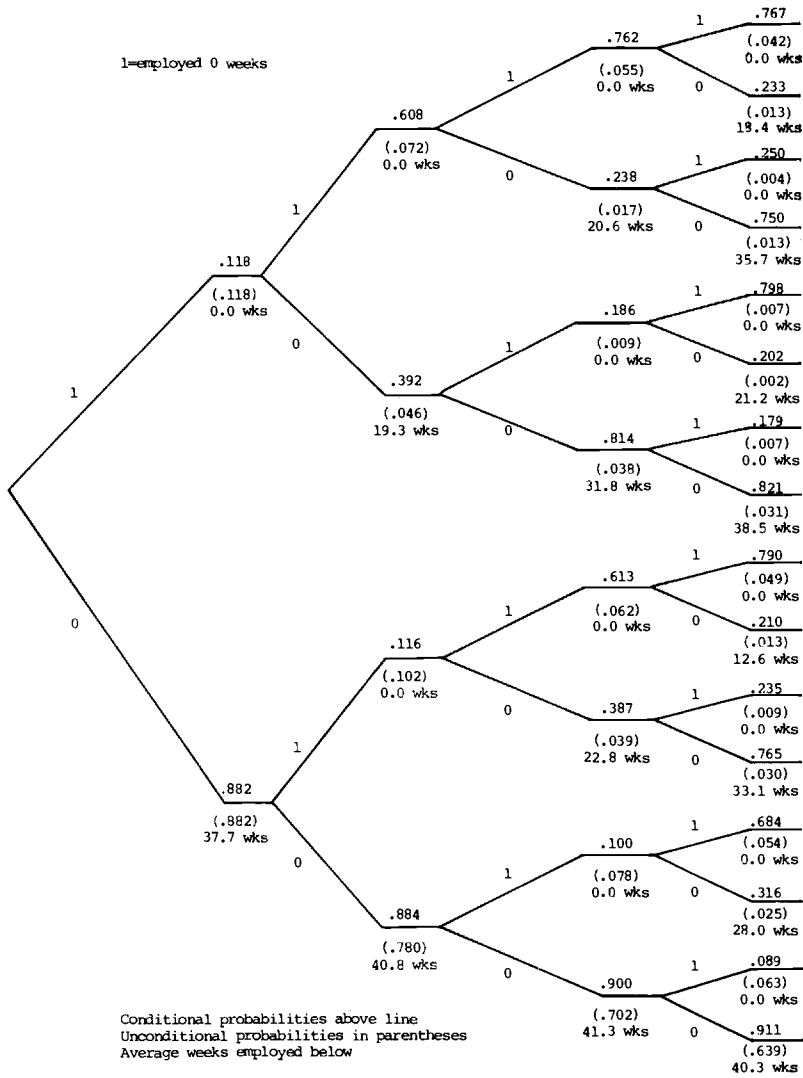 1=employed 0 weeks
1
.118
(.118)
0.0 wks
0
.882
(.882)
37.7 wks
1
.608
(.072)
0.0 wks
0
.392
(.046)
19.3 wks
1
.116
(.102)
0.0 wks
0
.884
(.780)
40.8 wks
1
.762
(.055)
0.0 wks
0
.238
(.017)
20.6 wks
1
.186
(.009)
0.0 wks
0
.814
(.038)
31.8 wks
1
.613
(.062)
0.0 wks
0
.387
(.039)
22.8 wks
1
.100
(.078)
0.0 wks
0
.900
(.702)
41.3 wks
1
.767
(.042)
0.0 wks
0
.233
(.013)
18.4 wks
1
.250
(.004)
0.0 wks
0
.750
(.013)
35.7 wks
1
.798
(.007)
0.0 wks
0
.202
(.002)
21.2 wks
1
.179
(.007)
0.0 wks
0
.821
(.031)
38.5 wks
1
.790
(.049)
0.0 wks
0
.210
(.013)
12.6 wks
1
.235
(.009)
0.0 wks
0
.765
(.030)
33.1 wks
1
.684
(.054)
0.0 wks
0
.316
(.025)
28.0 wks
1
.089
(.063)
0.0 wks
0
.911
(.639)
40.3 wks
Conditional probabilities above line
Unconditional probabilities in parentheses
Average weeks employed below